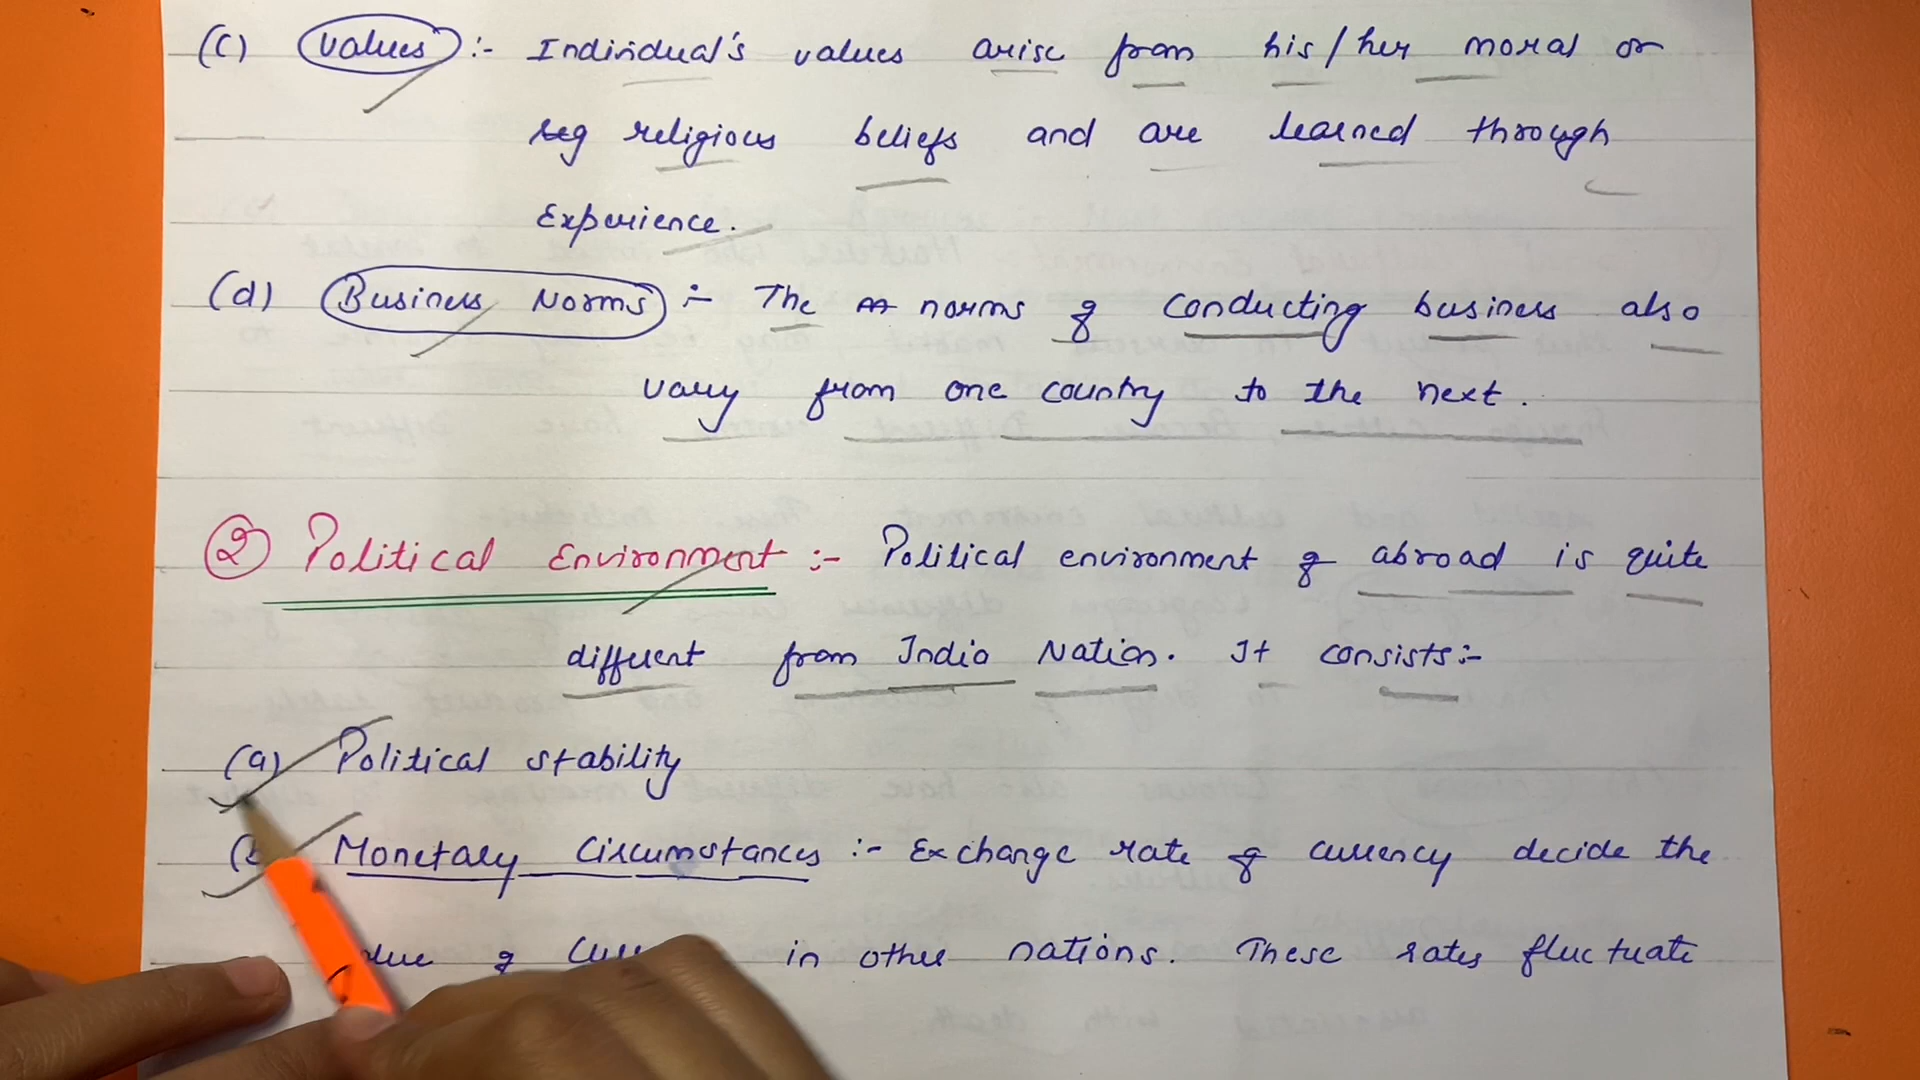 (c) Values :- Individual's values arise from his/her moral or
reg religious beliefs and are learned through
Experience.
(d) Business Norms :- The norms of conducting business also
vary from one country to the next.
② Political Environment :- Political environment of abroad is quite
different from India Nation. It consists:-
(a) Political stability
(b) Monetary Circumstances :- Exchange rate of currency decide the
of in other nations. These rates fluctuate